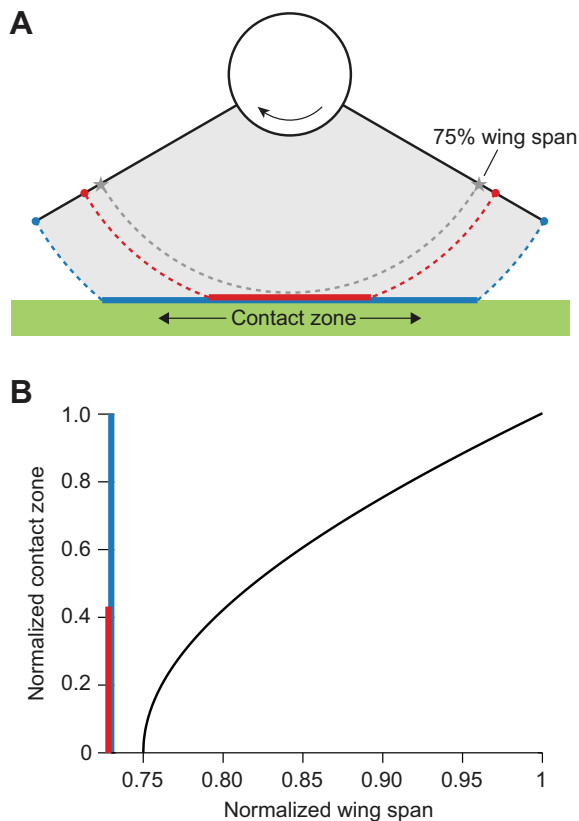 A
75% wing span
Contact zone
B
Normalized contact zone
1.0
0.8
0.6
0.4
0.2
0
0.75
0.80
0.85
0.90
0.95
1
Normalized wing span